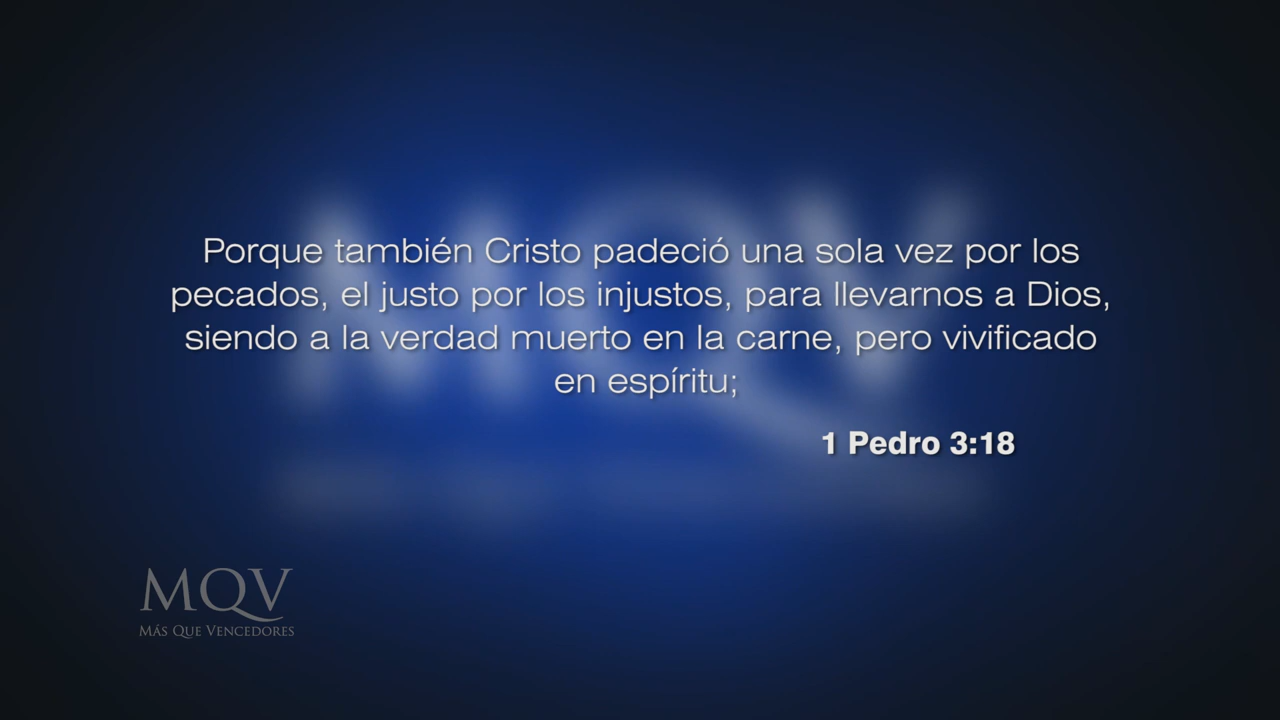 Porque también Cristo padeció una sola vez por los
pecados, el justo por los injustos, para llevarnos a Dios,
siendo a la verdad muerto en la carne, pero vivificado
en espíritu;
1 Pedro 3:18
MQV
MÁS QUE VENCEDORES